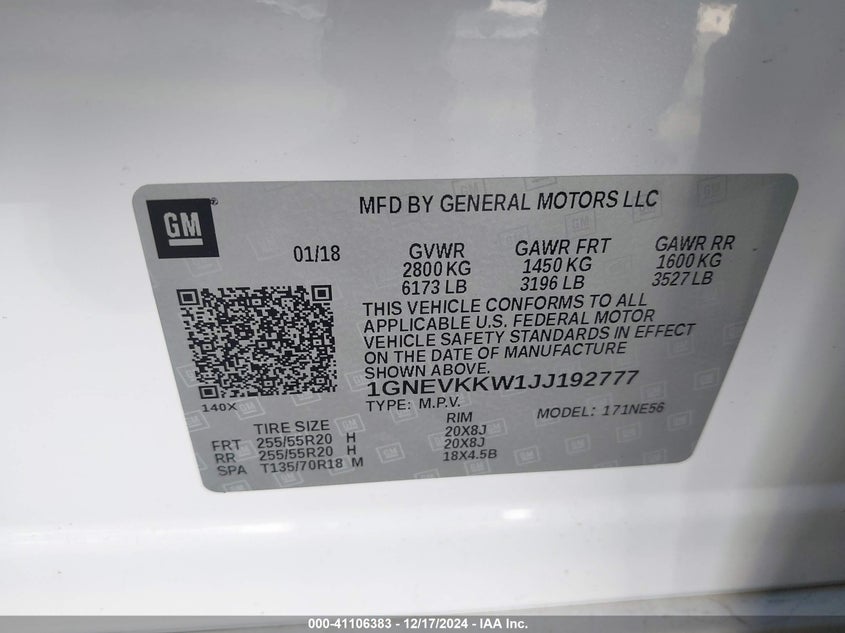 GM
MFD BY GENERAL MOTORS LLC
01/18 GVWR GAWR FRT GAWR RR
2800 KG 1450 KG 1600 KG
6173 LB 3196 LB 3527 LB
THIS VEHICLE CONFORMS TO ALL
APPLICABLE U.S. FEDERAL MOTOR
VEHICLE SAFETY STANDARDS IN EFFECT
ON THE DATE OF MANUFACTURE
SHOWN ABOVE.
1GNEVKKW1JJ192777
140X
TYPE: M.P.V. MODEL: 171NE56
TIRE SIZE RIM
FRT 255/55R20 H 20X8J
RR 255/55R20 H 20X8J
SPA T135/70R18 M 18X4.5B
000-41106383 - 12/17/2024 - IAA Inc.